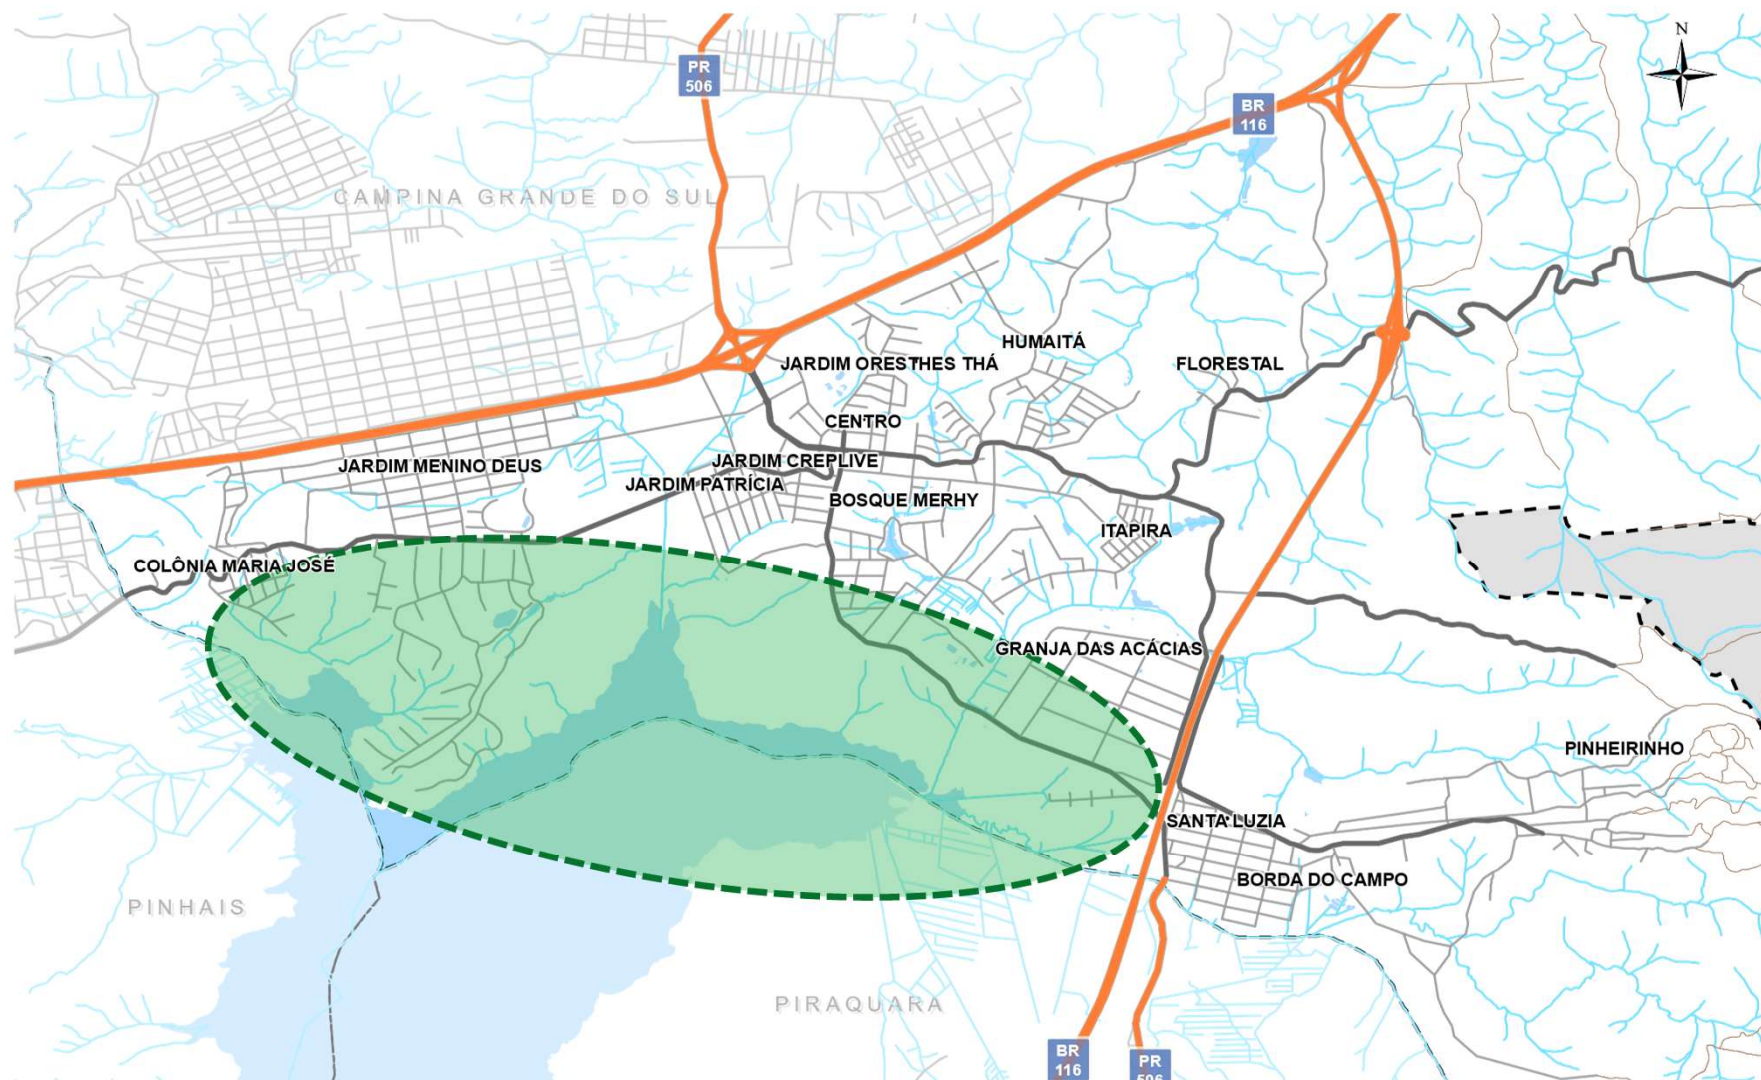 N
PR
506
BR
116
CAMPINA GRANDE DO SUL
HUMAITÁ
JARDIM ORESTHES THÁ
FLORESTAL
CENTRO
JARDIM CREPLIVE
JARDIM MENINO DEUS
JARDIM PATRÍCIA
BOSQUE MERHY
ITAPIRA
COLÔNIA MARIA JOSÉ
GRANJA DAS ACÁCIAS
PINHEIRINHO
SANTA LUZIA
BORDA DO CAMPO
PINHAIS
PIRAQUARA
BR
116
PR
506